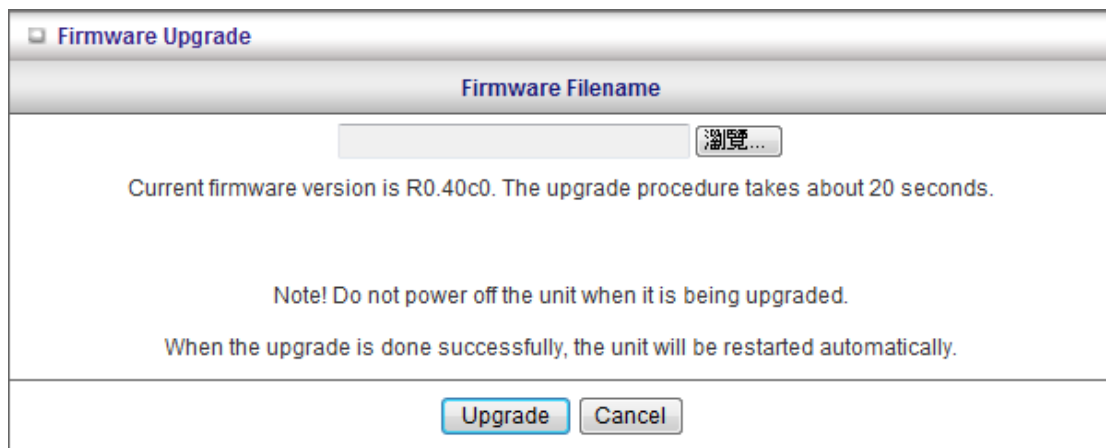 Firmware Upgrade
Firmware Filename
瀏覽...
Current firmware version is R0.40c0. The upgrade procedure takes about 20 seconds.
Note! Do not power off the unit when it is being upgraded.
When the upgrade is done successfully, the unit will be restarted automatically.
Upgrade Cancel